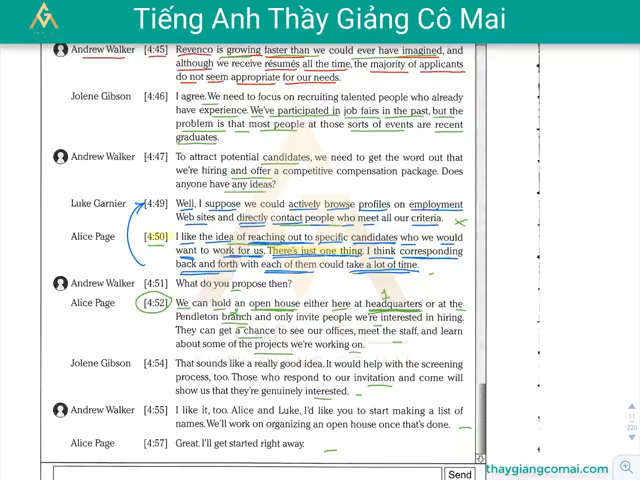 Tiếng Anh Thầy Giảng Cô Mai
Andrew Walker [4:45] Revenco is growing faster than we could ever have imagined, and
although we receive résumés all the time, the majority of applicants
do not seem appropriate for our needs.
Jolene Gibson [4:46] I agree. We need to focus on recruiting talented people who already
have experience. We've participated in job fairs in the past, but the
problem is that most people at those sorts of events are recent
graduates.
Andrew Walker [4:47] To attract potential candidates, we need to get the word out that
we're hiring and offer a competitive compensation package. Does
anyone have any ideas?
Luke Garnier [4:49] Well, I suppose we could actively browse profiles on employment
Web sites and directly contact people who meet all our criteria.
Alice Page [4:50] I like the idea of reaching out to specific candidates who we would
want to work for us. There's just one thing. I think corresponding
back and forth with each of them could take a lot of time.
Andrew Walker [4:51] What do you propose then?
1
Alice Page [4:52] We can hold an open house either here at headquarters or at the
Pendleton branch and only invite people we're interested in hiring.
They can get a chance to see our offices, meet the staff, and learn
about some of the projects we're working on.
Jolene Gibson [4:54] That sounds like a really good idea. It would help with the screening
process, too. Those who respond to our invitation and come will
show us that they're genuinely interested.
Andrew Walker [4:55] I like it, too. Alice and Luke, I'd like you to start making a list of
names. We'll work on organizing an open house once that's done.
Alice Page [4:57] Great. I'll get started right away.
Send
thaygiangcomai.com
11
220